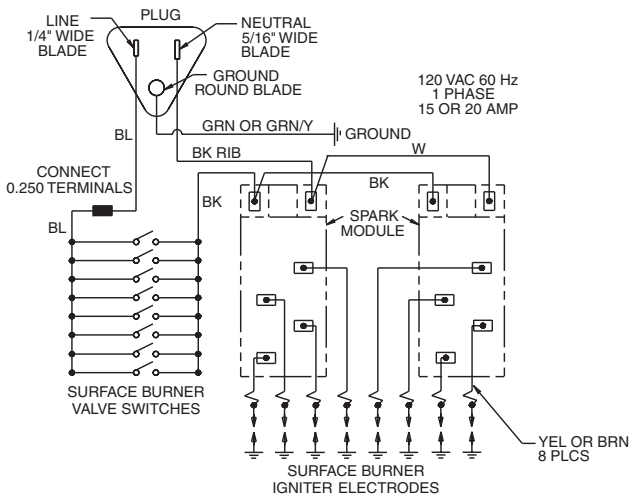 PLUG
LINE
1/4" WIDE
BLADE
NEUTRAL
5/16" WIDE
BLADE
GROUND
ROUND BLADE
120 VAC 60 Hz
1 PHASE
15 OR 20 AMP
GRN OR GRN/Y
GROUND
BL
BK RIB
W
CONNECT
0.250 TERMINALS
BK
BK
BL
SPARK
MODULE
SURFACE BURNER
VALVE SWITCHES
YEL OR BRN
8 PLCS
SURFACE BURNER
IGNITER ELECTRODES